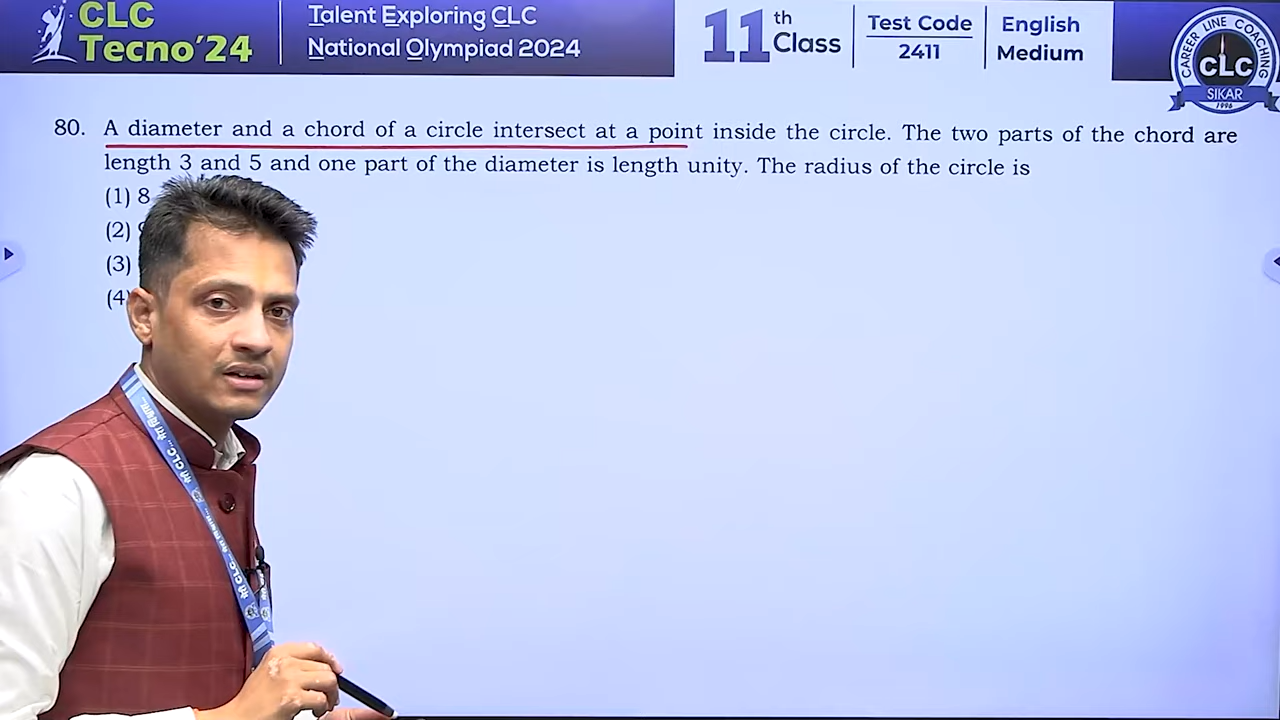 CLC
Tecno'24
Talent Exploring CLC
National Olympiad 2024
11th Class
Test Code
2411
English
Medium
CAREER LINE COACHING
CLC
SIKAR
1996
80. A diameter and a chord of a circle intersect at a point inside the circle. The two parts of the chord are
length 3 and 5 and one part of the diameter is length unity. The radius of the circle is
(1) 8
(2)
(3)
(4)
CLC...
CLC...